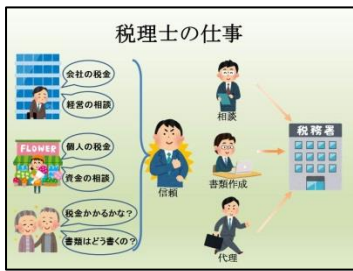 税理士の仕事
会社の税金
経営の相談
FLOWER
個人の税金
資金の相談
税金かかるかな？
書類はどう書くの？
信頼
相談
書類作成
代理
税務署